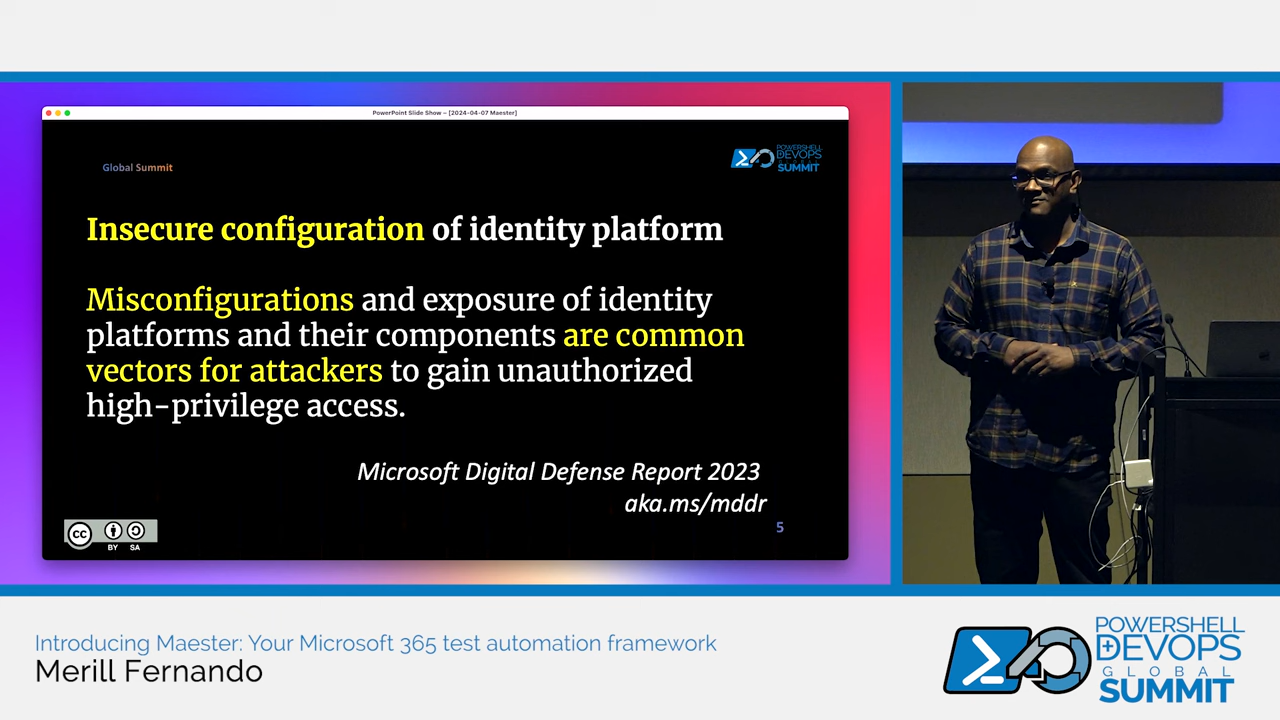 PowerPoint Slide Show – [2024-04-07 Maester]
Global Summit
POWERSHELL
DEVOPS
GLOBAL
SUMMIT
Insecure configuration of identity platform
Misconfigurations and exposure of identity
platforms and their components are common
vectors for attackers to gain unauthorized
high-privilege access.
Microsoft Digital Defense Report 2023
aka.ms/mddr
5
CC
BY SA
Introducing Maester: Your Microsoft 365 test automation framework
Merill Fernando
POWERSHELL
DEVOPS
GLOBAL
SUMMIT